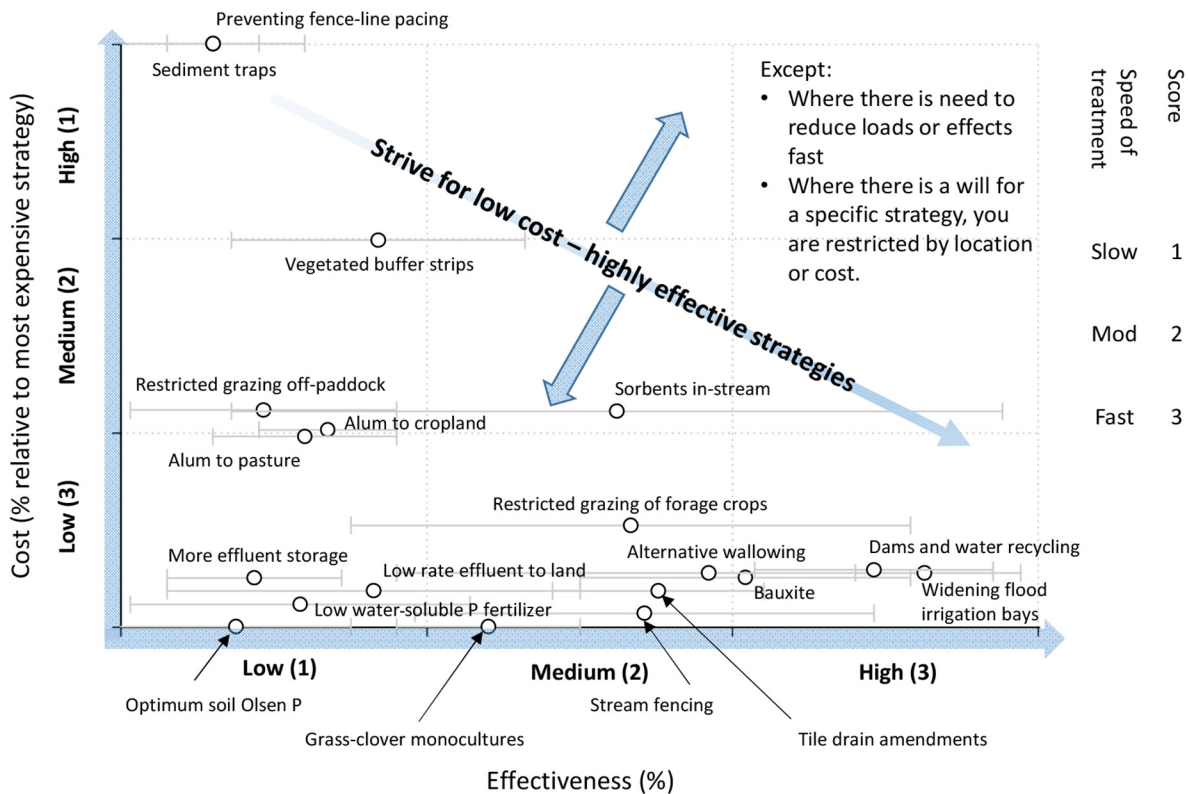 Preventing fence-line pacing
Sediment traps
Except:
• Where there is need to
reduce loads or effects
fast
• Where there is a will for
a specific strategy, you
are restricted by location
or cost.
Speed of
treatment
Score
Slow 1
Mod 2
Fast 3
Strive for low cost – highly effective strategies
Cost (% relative to most expensive strategy)
High (1)
Medium (2)
Low (3)
Vegetated buffer strips
Restricted grazing off-paddock
Sorbents in-stream
Alum to cropland
Alum to pasture
Restricted grazing of forage crops
More effluent storage
Alternative wallowing
Dams and water recycling
Low rate effluent to land
Bauxite
Widening flood
irrigation bays
Low water-soluble P fertilizer
Low (1)
Medium (2)
High (3)
Optimum soil Olsen P
Stream fencing
Grass-clover monocultures
Tile drain amendments
Effectiveness (%)